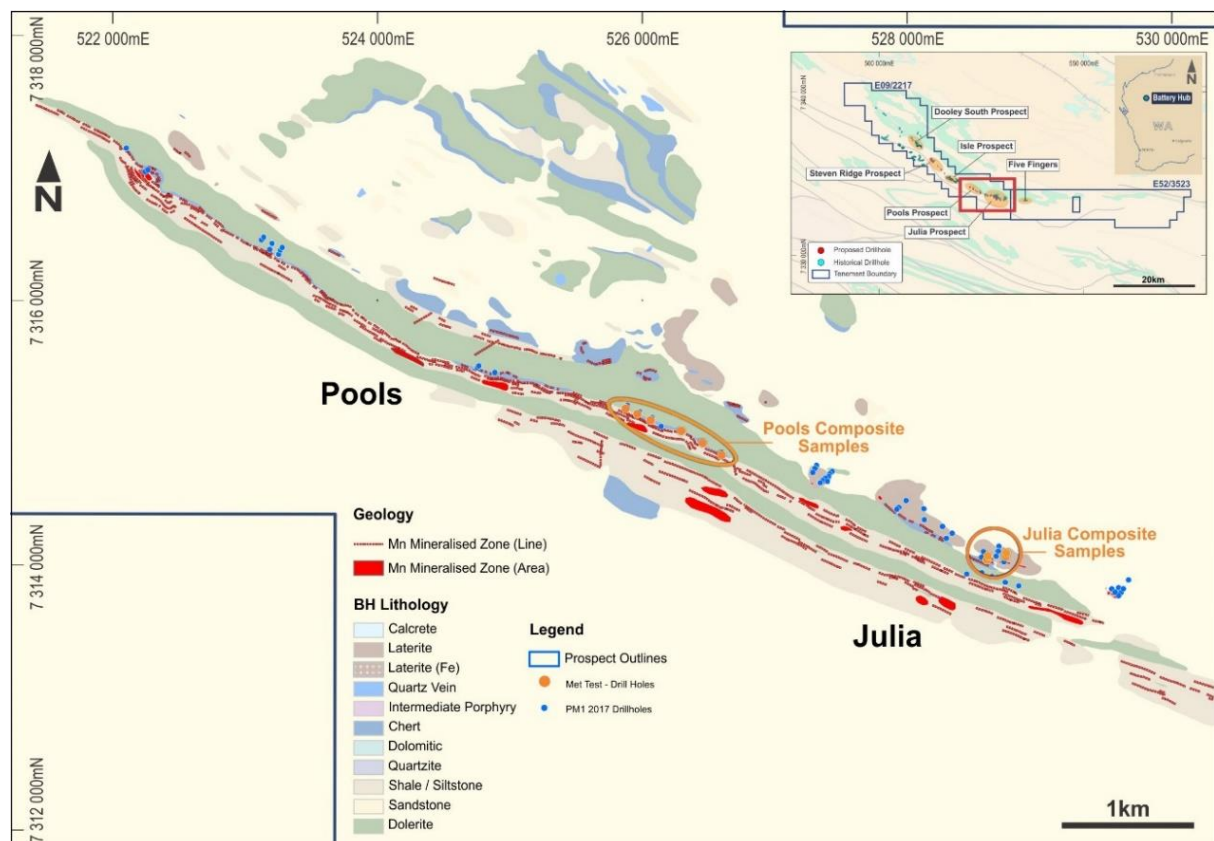 522 000mE
524 000mE
526 000mE
528 000mE
530 000mE
7 318 000mN
7 316 000mN
7 314 000mN
7 312 000mN
N
E09/2217
Dooley South Prospect
Isle Prospect
Five Fingers
Steven Ridge Prospect
E52/3523
Pools Prospect
Julia Prospect
Proposed Drillhole
Historical Drillhole
Tenement Boundary
20km
N
Battery Hub
WA
Pools
Pools Composite
Samples
Julia Composite
Samples
Julia
Geology
Mn Mineralised Zone (Line)
Mn Mineralised Zone (Area)
BH Lithology
Calcrete
Laterite
Laterite (Fe)
Quartz Vein
Intermediate Porphyry
Chert
Dolomitic
Quartzite
Shale / Siltstone
Sandstone
Dolerite
Legend
Prospect Outlines
Met Test - Drill Holes
PM1 2017 Drillholes
1km